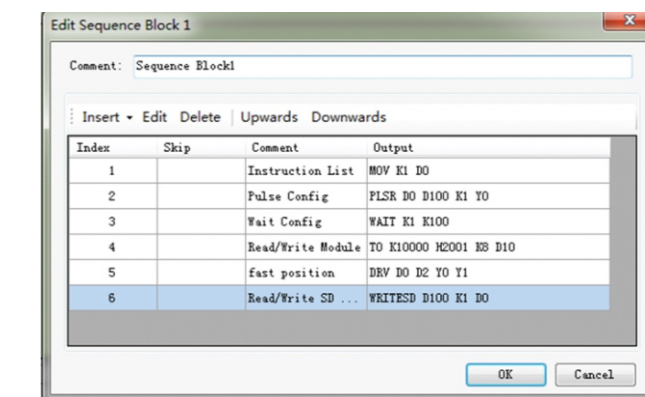 Edit Sequence Block 1
Comment: Sequence Block1
Insert Edit Delete Upwards Downwards
Index Skip Comment Output
1 Instruction List MOV K1 D0
2 Pulse Config PLSR D0 D100 K1 Y0
3 Wait Config WAIT K1 K100
4 Read/Write Module TO K10000 H2001 K8 D10
5 fast position DRV D0 D2 Y0 Y1
6 Read/Write SD ... WRITESD D100 K1 D0
OK Cancel